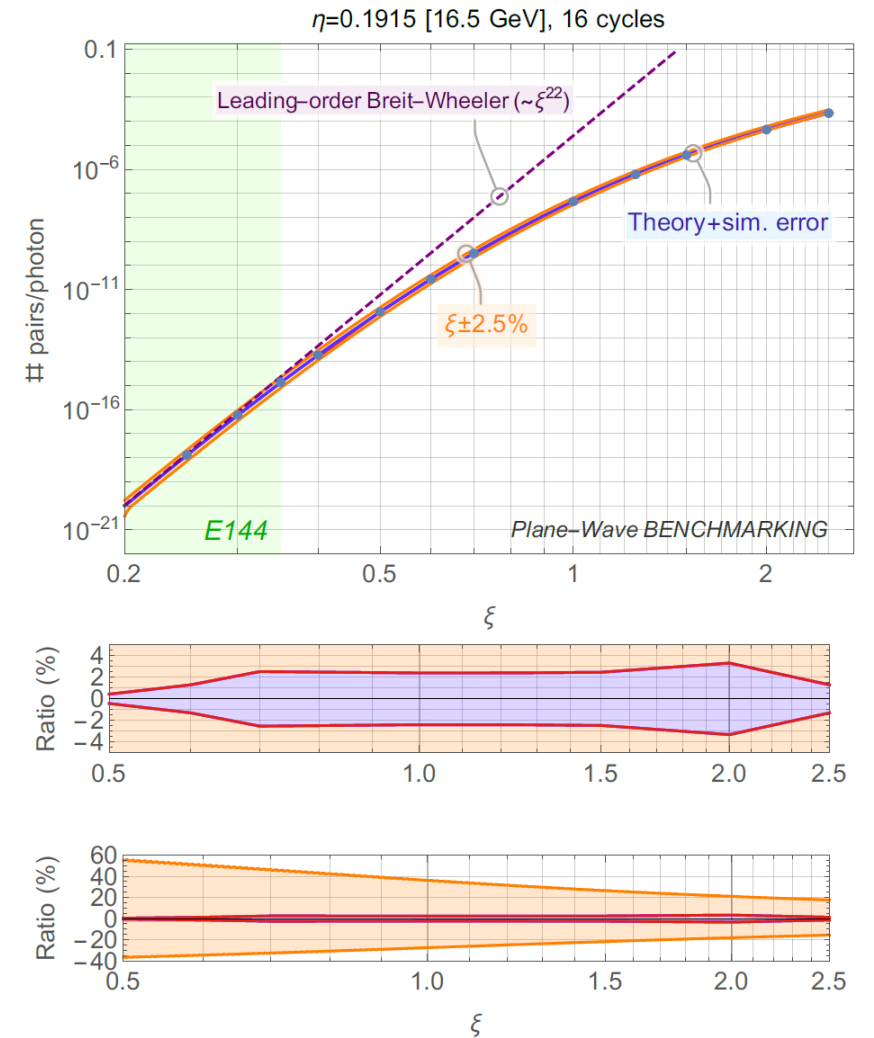 η=0.1915 [16.5 GeV], 16 cycles
0.1
Leading–order Breit–Wheeler (~ξ²²)
10⁻⁶
Theory+sim. error
# pairs/photon
10⁻¹¹
ξ±2.5%
10⁻¹⁶
10⁻²¹
E144
Plane–Wave BENCHMARKING
0.2 0.5 1 2
ξ
Ratio (%)
4
2
0
−2
−4
0.5 1.0 1.5 2.0 2.5
Ratio (%)
60
40
20
0
−20
−40
0.5 1.0 1.5 2.0 2.5
ξ